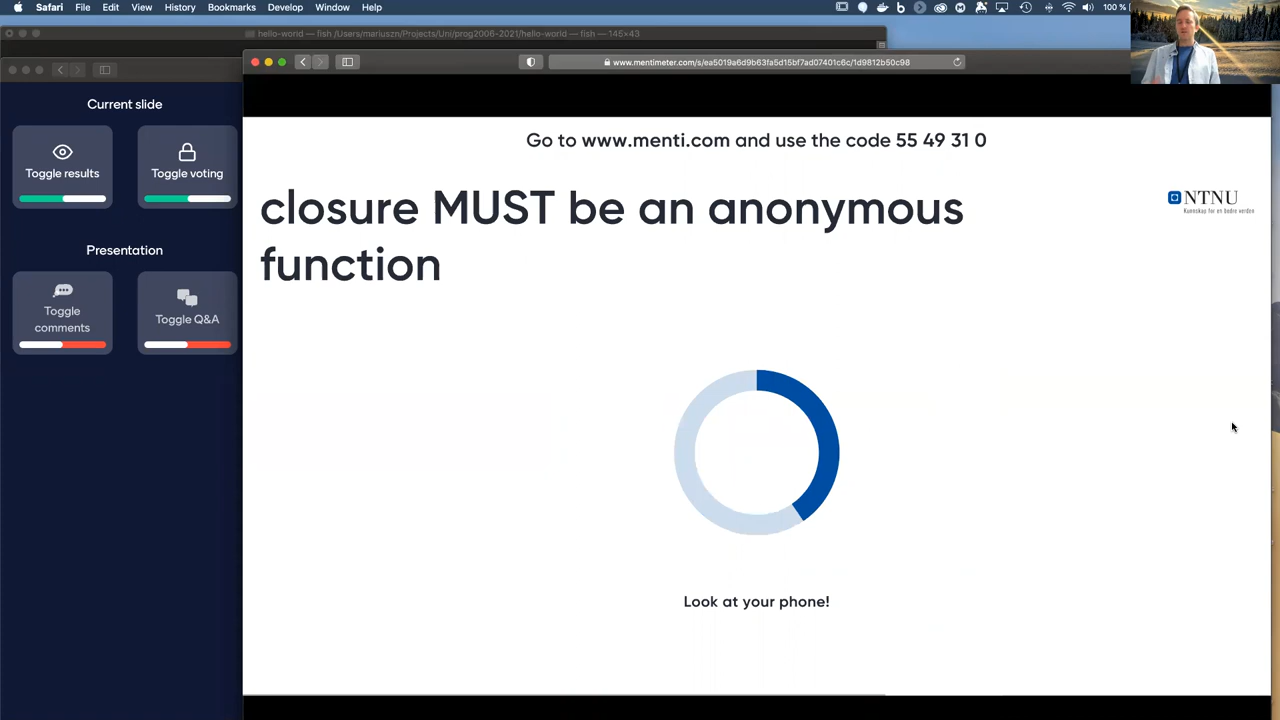 Safari File Edit View History Bookmarks Develop Window Help 100 %
hello-world — fish /Users/mariuszn/Projects/Uni/prog2006-2021/hello-world — fish — 146×43
www.mentimeter.com/s/ea5019a6d9b63fa5d15bf7ad07401c6c/1d9812b50c98
Current slide
Toggle results
Toggle voting
Presentation
Toggle
comments
Toggle Q&A
Go to www.menti.com and use the code 55 49 31 0
closure MUST be an anonymous
function
NTNU
Kunnskap for en bedre verden
Look at your phone!